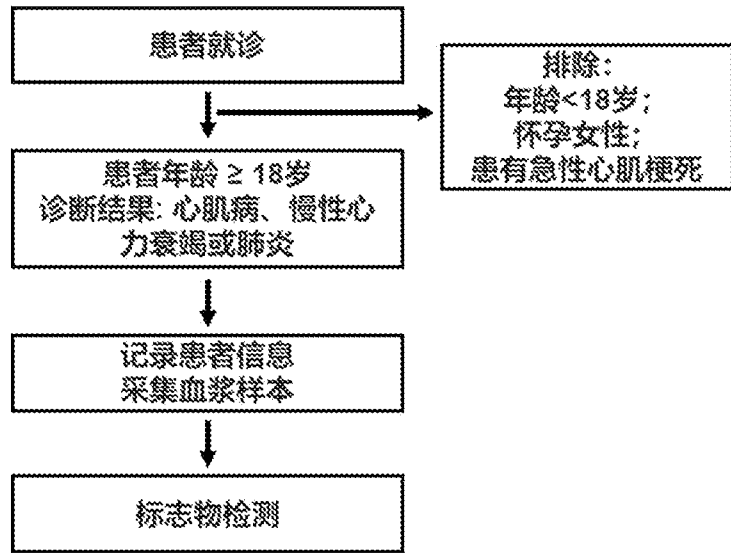 患者就诊
排除：
年龄<18岁；
怀孕女性；
患有急性心肌梗死
患者年龄 ≥ 18岁
诊断结果: 心肌病、慢性心
力衰竭或肺炎
记录患者信息
采集血浆样本
标志物检测